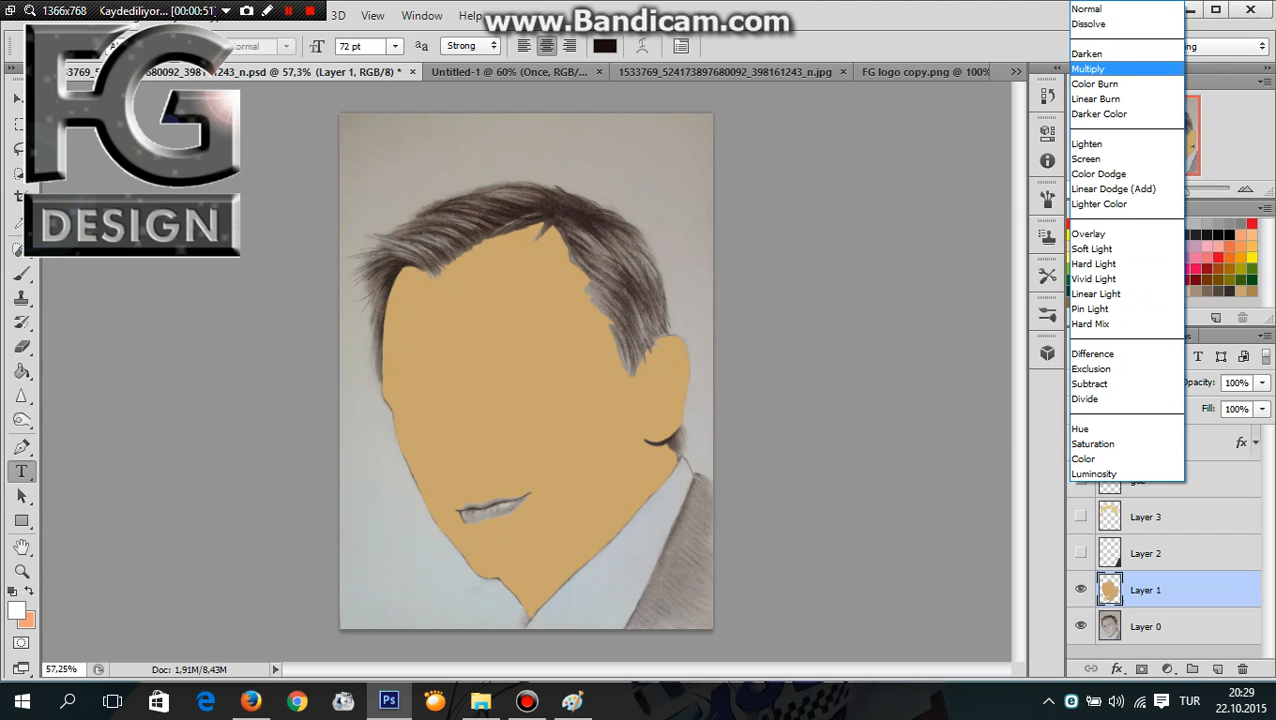 1366x768 Kaydediliyor... [00:00:51]
www.Bandicam.com
3D View Window
Normal 72 pt Strong
680092_398161243_n.psd @ 57,3% (Layer 1, R
Untitled-1 @ 60% (Once, RGB/...
1533769_524173897680092_398161243_n.jpg
FG logo copy.png @ 100%
FG
DESIGN
Normal
Dissolve
Darken
Multiply
Color Burn
Linear Burn
Darker Color
Lighten
Screen
Color Dodge
Linear Dodge (Add)
Lighter Color
Overlay
Soft Light
Hard Light
Vivid Light
Linear Light
Pin Light
Hard Mix
Difference
Exclusion
Subtract
Divide
Hue
Saturation
Color
Luminosity
Opacity: 100%
Fill: 100%
fx
Layer 3
Layer 2
Layer 1
Layer 0
57,25% Doc: 1,91M/8,43M
TUR
20:29
22.10.2015